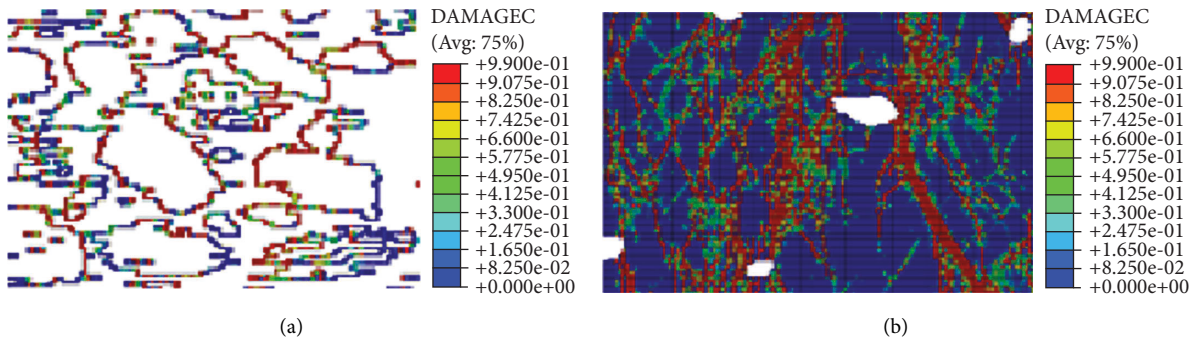 DAMAGEC
(Avg: 75%)
+9.900e-01
+9.075e-01
+8.250e-01
+7.425e-01
+6.600e-01
+5.775e-01
+4.950e-01
+4.125e-01
+3.300e-01
+2.475e-01
+1.650e-01
+8.250e-02
+0.000e+00
(a)
DAMAGEC
(Avg: 75%)
+9.900e-01
+9.075e-01
+8.250e-01
+7.425e-01
+6.600e-01
+5.775e-01
+4.950e-01
+4.125e-01
+3.300e-01
+2.475e-01
+1.650e-01
+8.250e-02
+0.000e+00
(b)